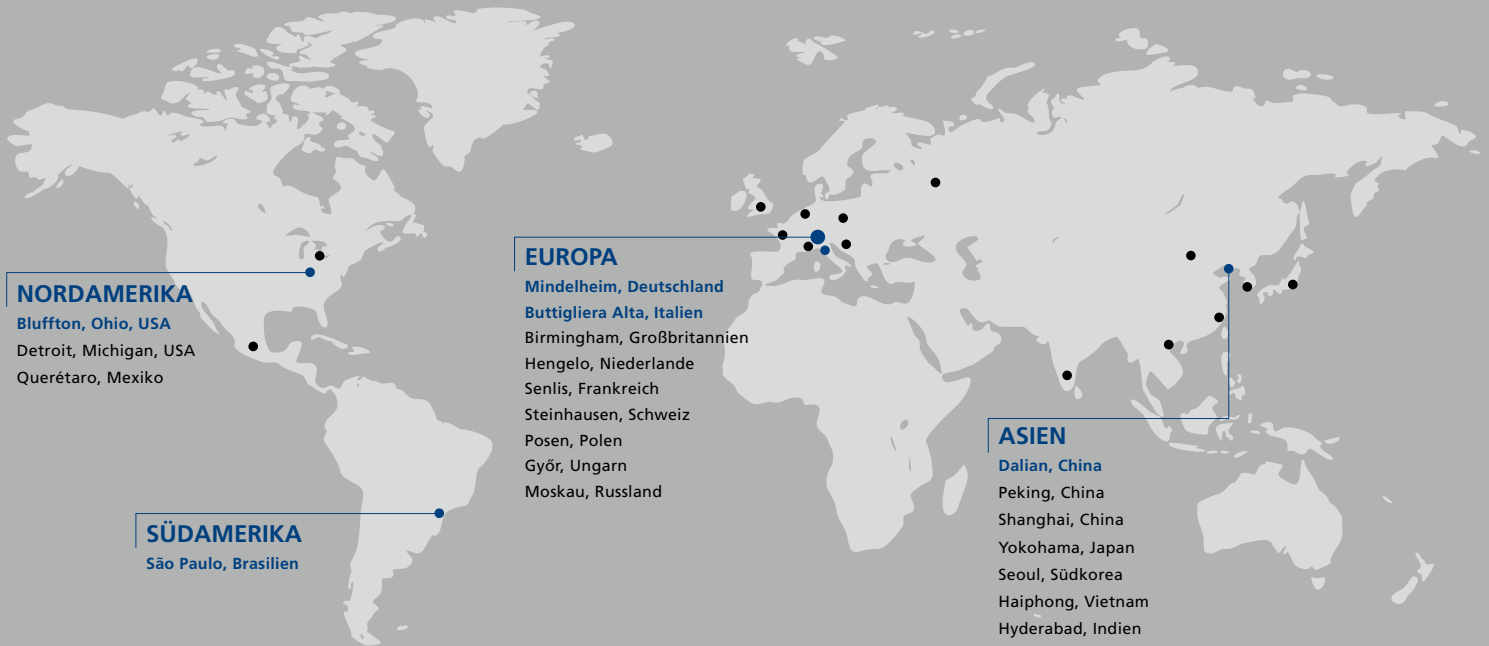 NORDAMERIKA
Bluffton, Ohio, USA
Detroit, Michigan, USA
Querétaro, Mexiko
SÜDAMERIKA
São Paulo, Brasilien
EUROPA
Mindelheim, Deutschland
Buttigliera Alta, Italien
Birmingham, Großbritannien
Hengelo, Niederlande
Senlis, Frankreich
Steinhausen, Schweiz
Posen, Polen
Győr, Ungarn
Moskau, Russland
ASIEN
Dalian, China
Peking, China
Shanghai, China
Yokohama, Japan
Seoul, Südkorea
Haiphong, Vietnam
Hyderabad, Indien